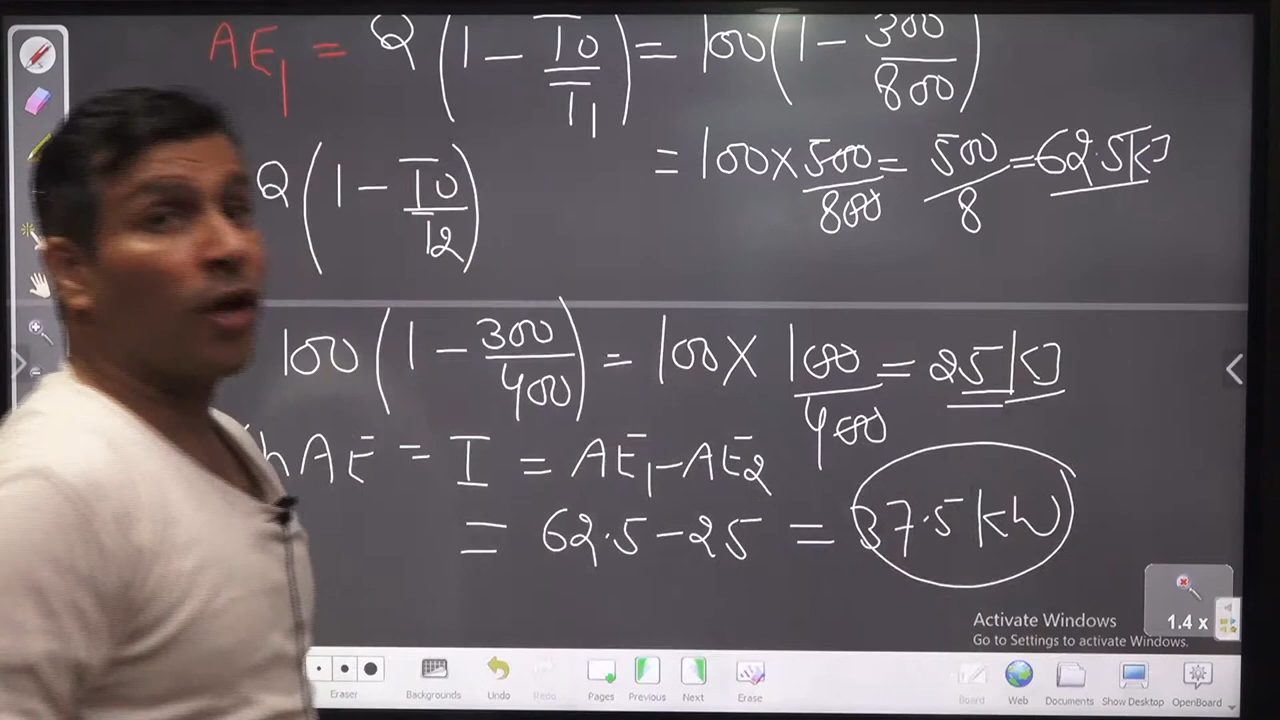 AE1 = Q (1 - T0/T1) = 100 (1 - 300/800)
= 100 x 500/800 = 500/8 = 62.5KJ
Q (1 - T0/T2)
100 (1 - 300/400) = 100 x 100/400 = 25 KJ
AE = I = AE1 - AE2
= 62.5 - 25 = 37.5 kW
Activate Windows
Go to Settings to activate Windows.
1.4 x
Eraser
Backgrounds
Undo
Redo
Pages
Previous
Next
Erase
Board
Web
Documents
Show Desktop
OpenBoard